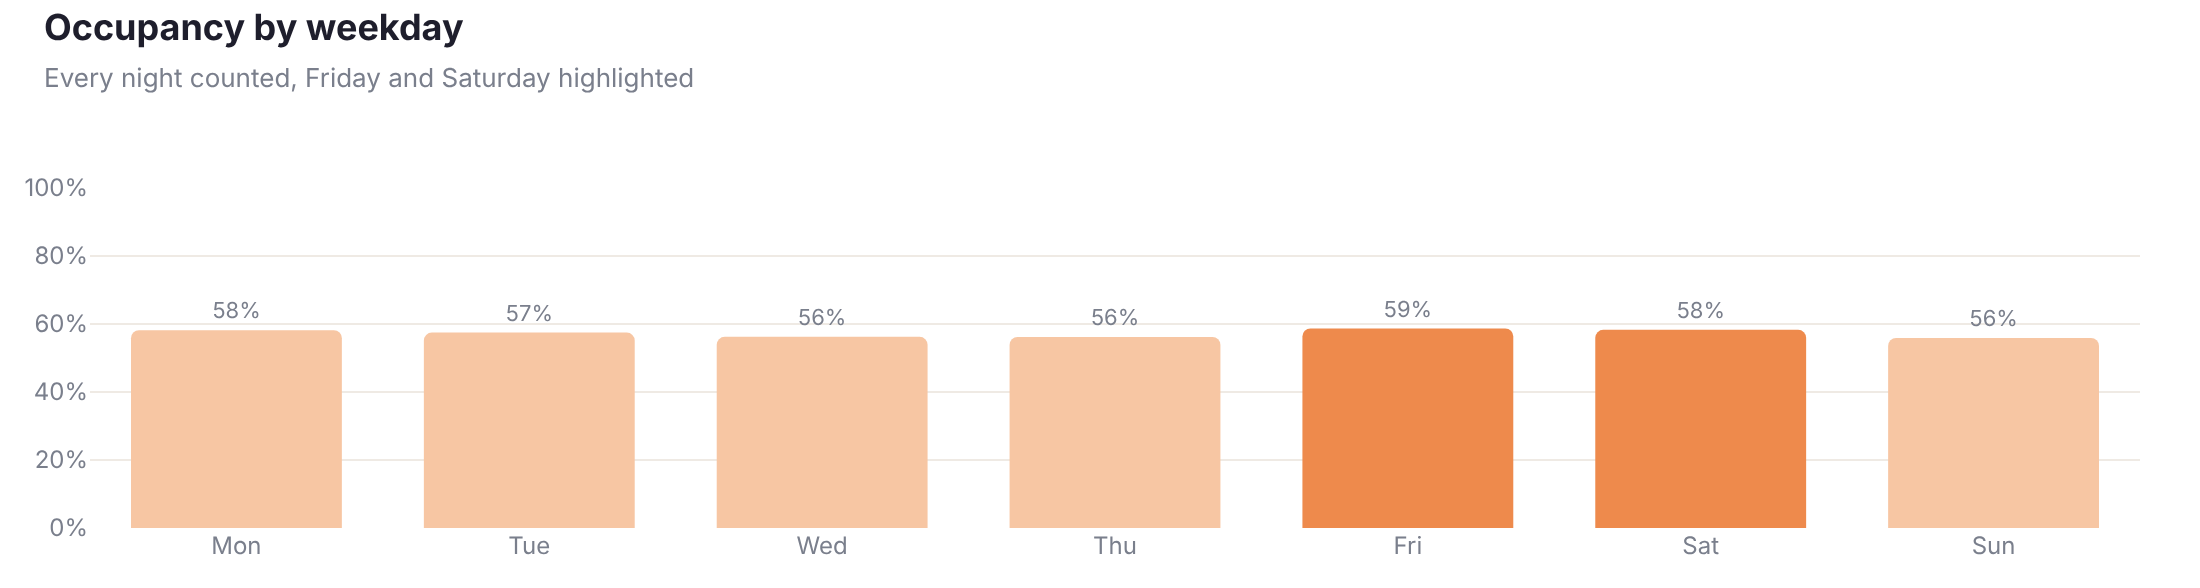 Occupancy by weekday
Every night counted, Friday and Saturday highlighted
100%
80%
60%
40%
20%
0%
58%
57%
56%
56%
59%
58%
56%
Mon
Tue
Wed
Thu
Fri
Sat
Sun